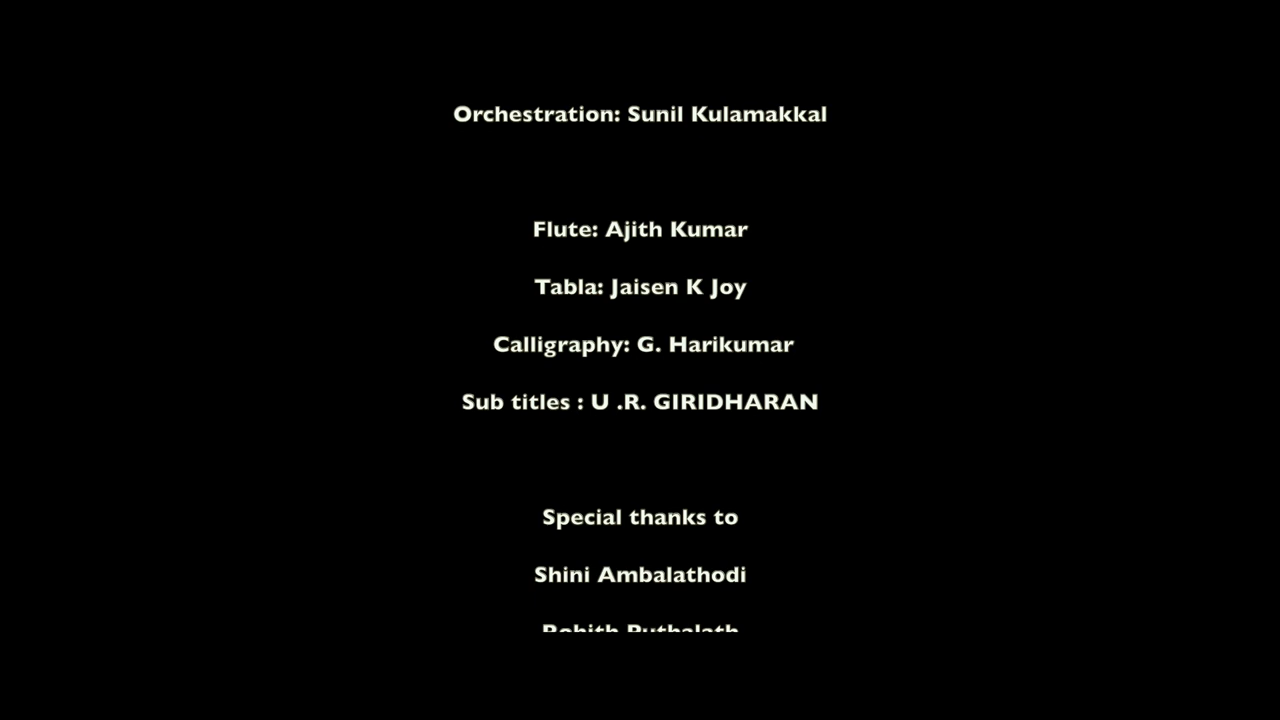 Orchestration: Sunil Kulamakkal
Flute: Ajith Kumar
Tabla: Jaisen K Joy
Calligraphy: G. Harikumar
Sub titles : U .R. GIRIDHARAN
Special thanks to
Shini Ambalathodi